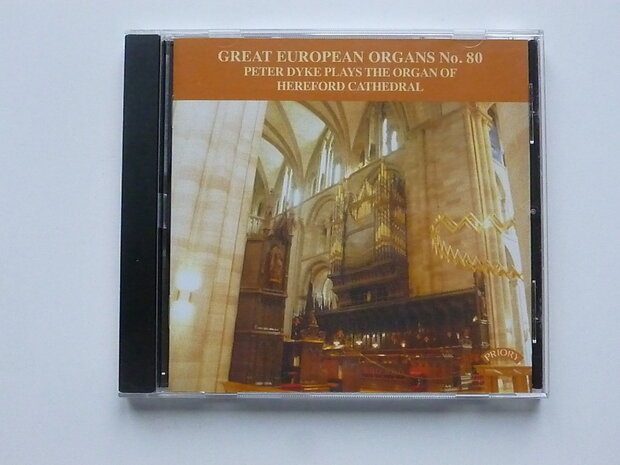 GREAT EUROPEAN ORGANS No. 80
PETER DYKE PLAYS THE ORGAN OF
HEREFORD CATHEDRAL
PRIORY